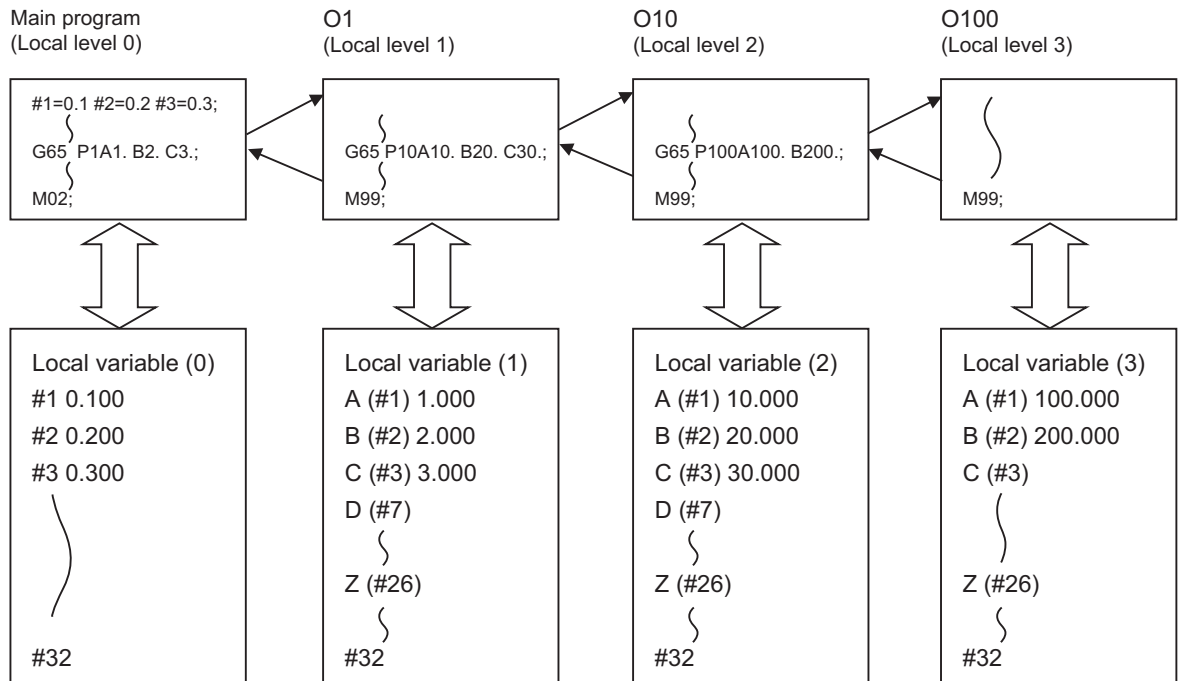 Main program
(Local level 0)
#1=0.1 #2=0.2 #3=0.3;
G65 P1A1. B2. C3.;
M02;
O1
(Local level 1)
G65 P10A10. B20. C30.;
M99;
O10
(Local level 2)
G65 P100A100. B200.;
M99;
O100
(Local level 3)
M99;
Local variable (0)
#1 0.100
#2 0.200
#3 0.300
#32
Local variable (1)
A (#1) 1.000
B (#2) 2.000
C (#3) 3.000
D (#7)
Z (#26)
#32
Local variable (2)
A (#1) 10.000
B (#2) 20.000
C (#3) 30.000
D (#7)
Z (#26)
#32
Local variable (3)
A (#1) 100.000
B (#2) 200.000
C (#3)
Z (#26)
#32